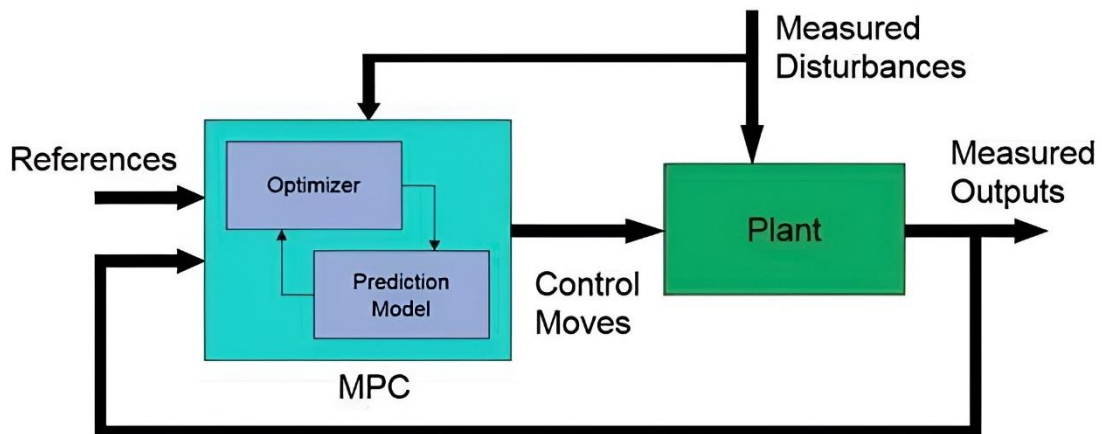 Measured
Disturbances
References
Optimizer
Prediction
Model
MPC
Control
Moves
Plant
Measured
Outputs